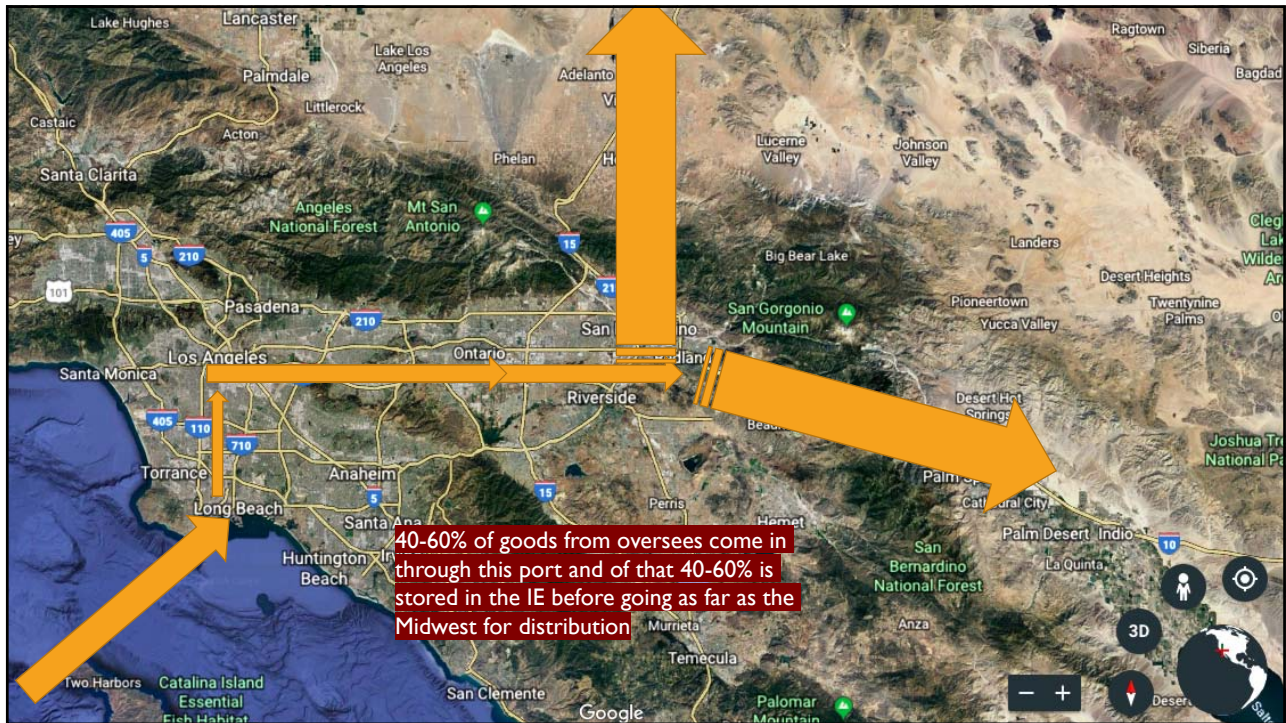 Lake Hughes
Lancaster
Ragtown
Siberia
Lake Los
Angeles
Palmdale
Adelanto
Bagdad
Littlerock
Castaic
Acton
Lucerne
Valley
Johnson
Valley
Phelan
Santa Clarita
Angeles
National Forest
Mt San
Antonio
405
5
210
15
Big Bear Lake
Landers
Desert Heights
101
Pasadena
210
San Gorgonio
Mountain
Pioneertown
Yucca Valley
Twentynine
Palms
Los Angeles
Ontario
Santa Monica
Riverside
Desert Hot
Springs
405
110
710
Torrance
Anaheim
Joshua Tr
National Pa
5
15
Long Beach
Perris
Cathedral City
Santa Ana
Hemet
Palm Desert
Indio
10
Huntington
Beach
40-60% of goods from oversees come in
through this port and of that 40-60% is
stored in the IE before going as far as the
Midwest for distribution
San
Bernardino
National Forest
La Quinta
Anza
Murrieta
3D
Temecula
Two Harbors
Catalina Island
Essential
Fish Habitat
San Clemente
Google
Palomar
Mountain